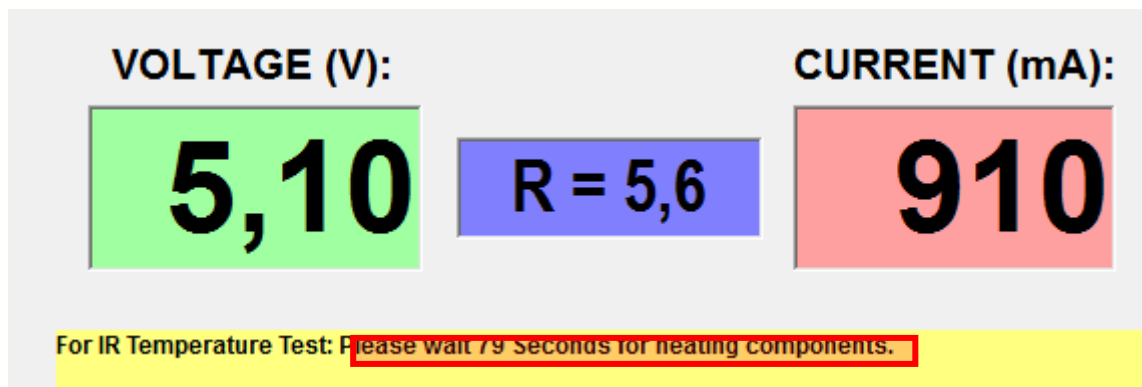 VOLTAGE (V):
CURRENT (mA):
5,10
R = 5,6
910
For IR Temperature Test: Please wait 79 Seconds for heating components.